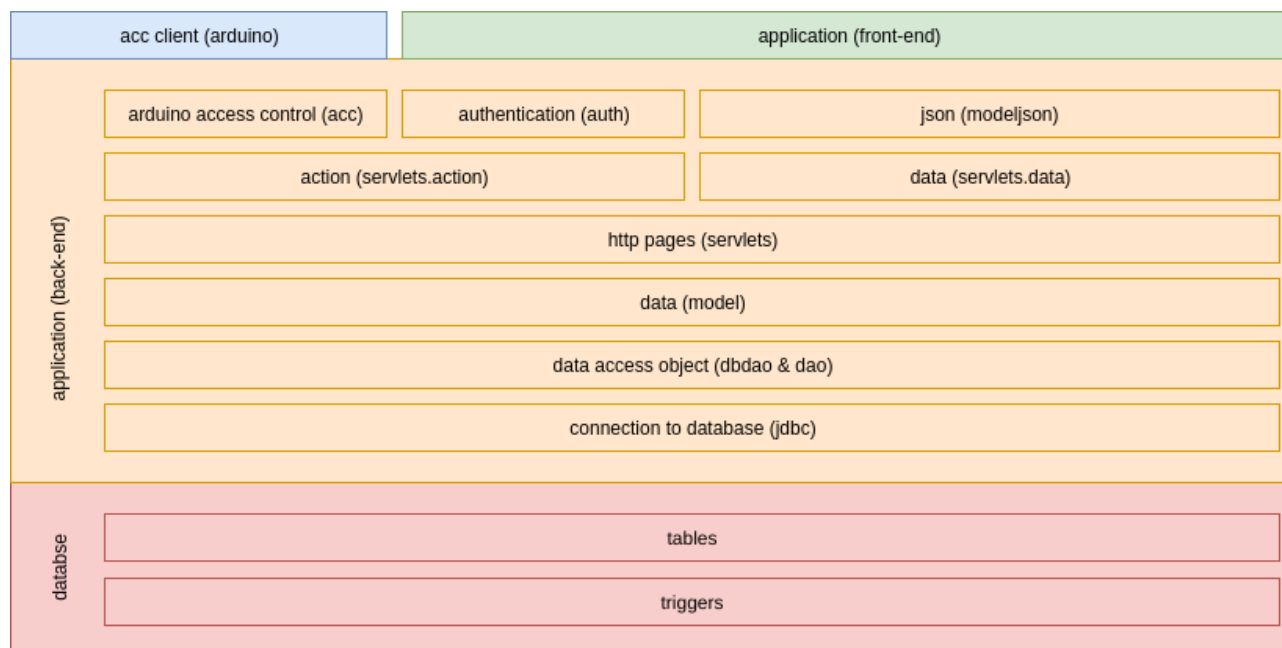 acc client (arduino)
application (front-end)
application (back-end)
arduino access control (acc)
authentication (auth)
json (modeljson)
action (servlets.action)
data (servlets.data)
http pages (servlets)
data (model)
data access object (dbdao & dao)
connection to database (jdbc)
databse
tables
triggers